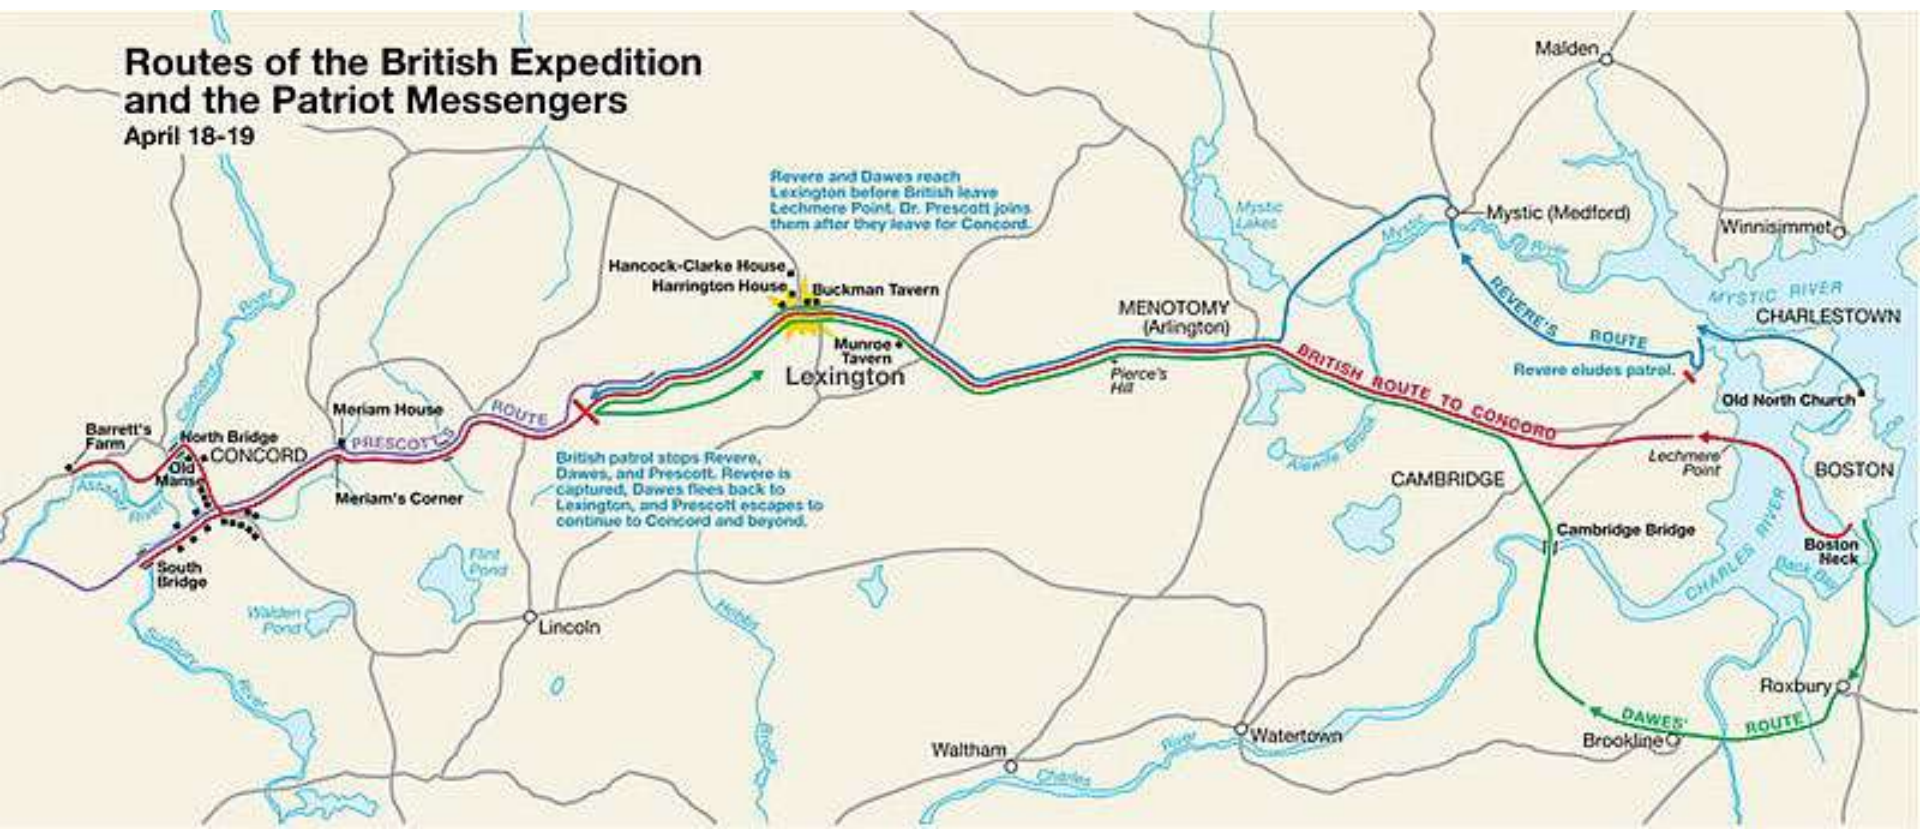 Routes of the British Expedition
and the Patriot Messengers
April 18-19
Malden
Revere and Dawes reach
Lexington before British leave
Lechmere Point. Dr. Prescott joins
them after they leave for Concord.
Mystic
Lakes
Mystic
River
Mystic (Medford)
Winnisimmet
Hancock-Clarke House
Harrington House
Buckman Tavern
MYSTIC RIVER
CHARLESTOWN
MENOTOMY
(Arlington)
REVERE'S ROUTE
Revere eludes patrol.
Munroe
Tavern
Lexington
Pierce's
Hill
BRITISH ROUTE TO CONCORD
Old North Church
River
Concord
Meriam House
PRESCOTT'S ROUTE
Barrett's
Farm
North Bridge
CONCORD
Old
Manse
Assabet
River
Meriam's Corner
British patrol stops Revere,
Dawes, and Prescott. Revere is
captured, Dawes flees back to
Lexington, and Prescott escapes to
continue to Concord and beyond.
Alewife Brook
CAMBRIDGE
Lechmere
Point
BOSTON
Cambridge Bridge
Boston
Neck
Back Bay
CHARLES RIVER
South
Bridge
Flint
Pond
Walden
Pond
Lincoln
Hobbs
Brook
Sudbury
River
Roxbury
DAWES' ROUTE
Brookline
Watertown
Waltham
Charles
River